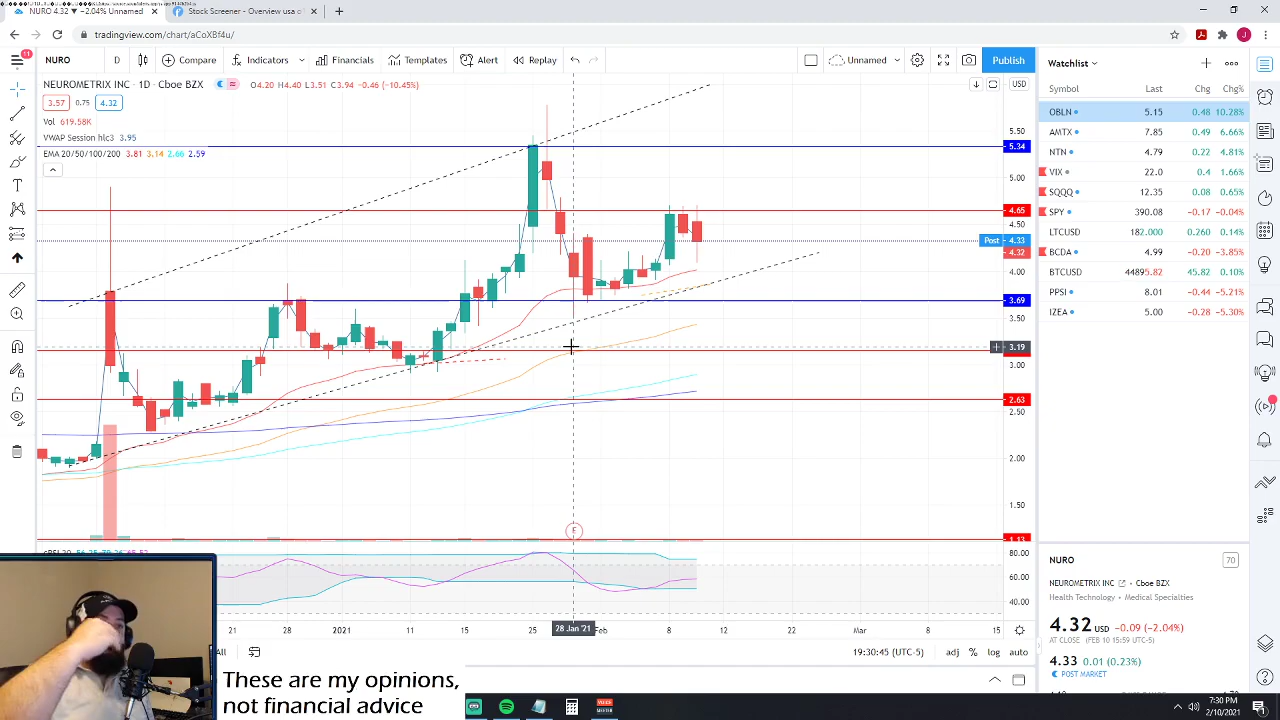 NURO 4.32 ▼ −2.04% Unnamed
Stock Screener - Overview usa o
tradingview.com/chart/aCoXBf4u/
NURO D Compare Indicators Financials Templates Alert Replay Unnamed Publish
11
NEUROMETRIX INC · 1D · Cboe BZX O4.20 H4.30 L3.70 C3.94 −0.46 (−10.45%)
USD
3.57 0.75 4.32
Vol 619.58K
VWAP Session hlc3 3.95
EMA 20/50/100/200 3.81 3.14 2.66 2.59
5.50
5.34
5.00
4.65
4.50
Post 4.33
4.32
4.00
3.69
3.50
3.19
3.00
2.63
2.50
2.00
1.50
1.13
E
80.00
60.00
40.00
21 28 2021 8 15 25 28 Jan '21 Feb 8 12 22 Mar 8 15
All
19:30:45 (UTC-5) adj % log auto
Watchlist
Symbol Last Chg Chg%
OBLN 5.15 0.48 10.28%
AMTX 7.85 0.49 6.66%
NTN 4.79 0.22 4.81%
VIX 22.0 0.4 1.66%
SQQQ 12.35 0.08 0.65%
SPY 390.08 −0.17 −0.04%
LTCUSD 182.000 0.260 0.14%
BCDA 4.99 −0.20 −3.85%
BTCUSD 44895.82 45.82 0.10%
PPSI 8.01 −0.44 −5.21%
IZEA 5.00 −0.28 −5.30%
NURO 70
NEUROMETRIX INC · Cboe BZX
Health Technology • Medical Specialties
4.32 USD −0.09 (−2.04%)
AT CLOSE (FEB 10 15:59 UTC-5)
4.33 0.01 (0.23%)
POST MARKET
These are my opinions,
not financial advice
VOICE
MEETER
7:30 PM
2/10/2021